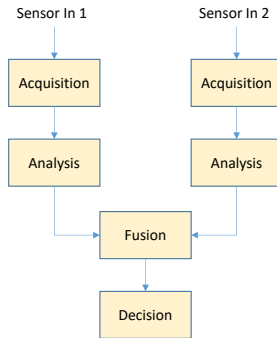 Sensor In 1
Sensor In 2
Acquisition
Acquisition
Analysis
Analysis
Fusion
Decision